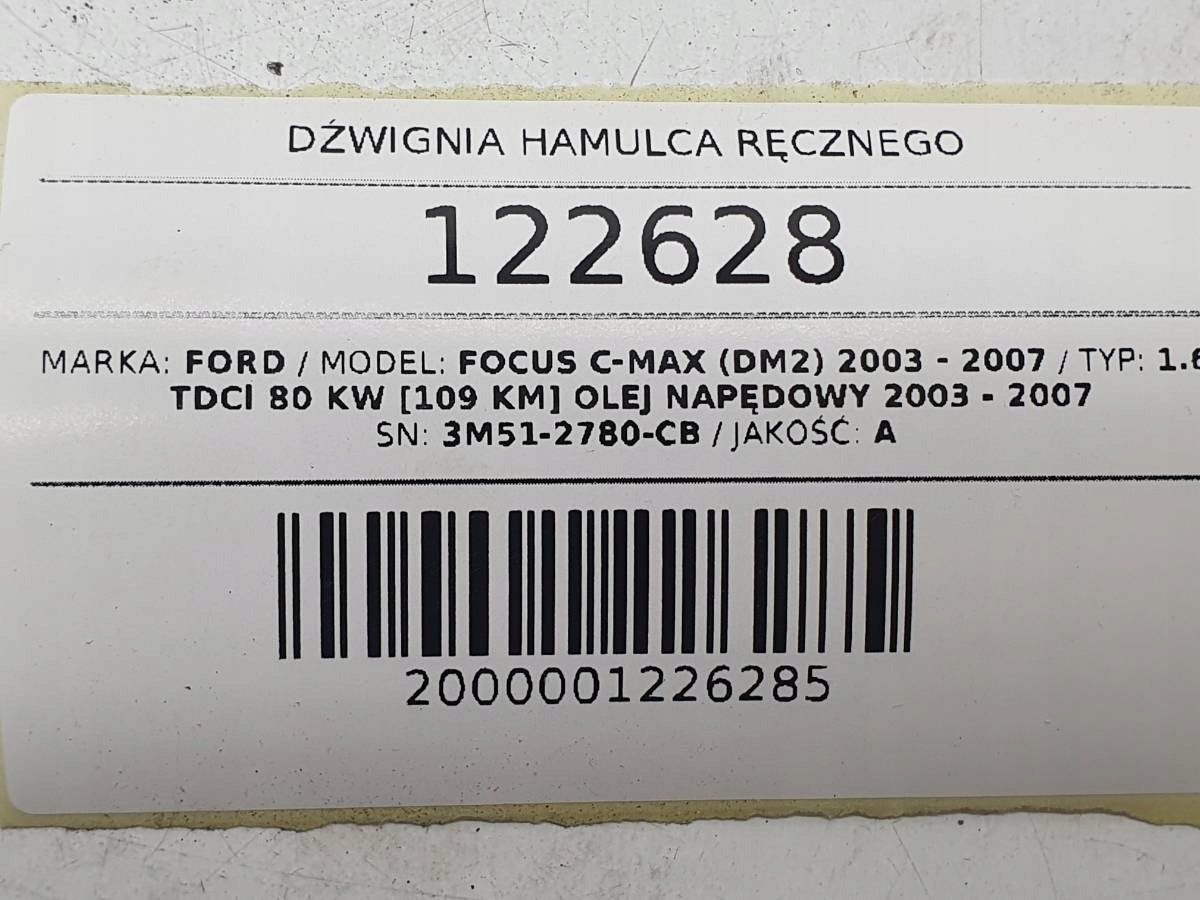 DŹWIGNIA HAMULCA RĘCZNEGO
122628
MARKA: FORD / MODEL: FOCUS C-MAX (DM2) 2003 - 2007 / TYP: 1.6
TDCI 80 KW [109 KM] OLEJ NAPĘDOWY 2003 - 2007
SN: 3M51-2780-CB / JAKOŚĆ: A
2000001226285